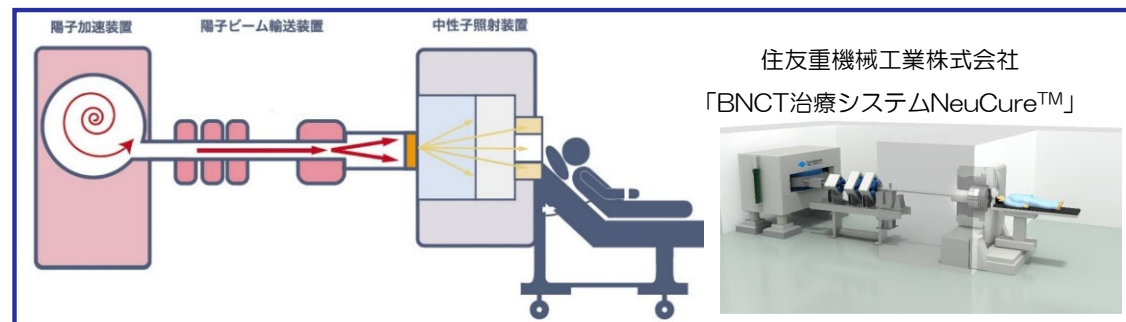 陽子加速装置
陽子ビーム輸送装置
中性子照射装置
住友重機械工業株式会社
「BNCT治療システムNeuCure™」